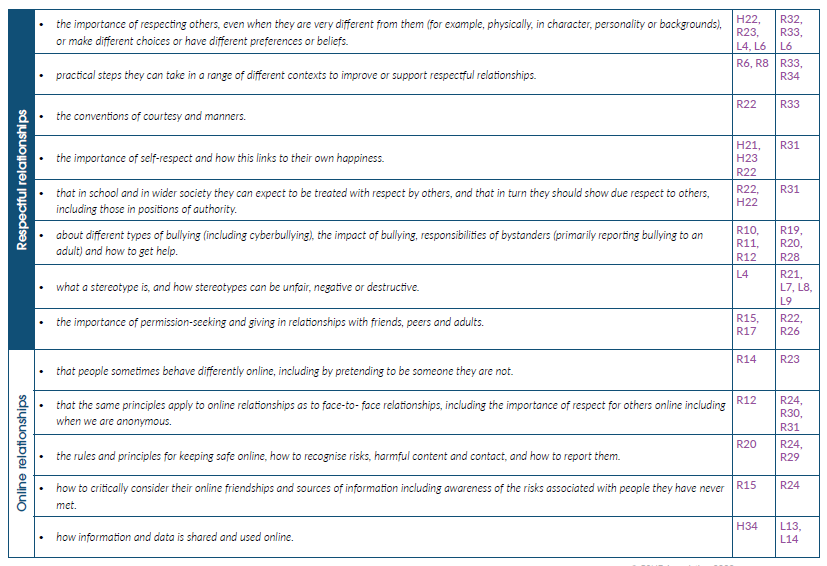 Respectful relationships
• the importance of respecting others, even when they are very different from them (for example, physically, in character, personality or backgrounds),
or make different choices or have different preferences or beliefs.
H22,
R23,
L4, L6
R32,
R33,
L6
• practical steps they can take in a range of different contexts to improve or support respectful relationships.
R6, R8
R33,
R34
• the conventions of courtesy and manners.
R22
R33
• the importance of self-respect and how this links to their own happiness.
H21,
H23
R22
R31
• that in school and in wider society they can expect to be treated with respect by others, and that in turn they should show due respect to others,
including those in positions of authority.
R22,
H22
R31
• about different types of bullying (including cyberbullying), the impact of bullying, responsibilities of bystanders (primarily reporting bullying to an
adult) and how to get help.
R10,
R11,
R12
R19,
R20,
R28
• what a stereotype is, and how stereotypes can be unfair, negative or destructive.
L4
R21,
L7, L8,
L9
• the importance of permission-seeking and giving in relationships with friends, peers and adults.
R15,
R17
R22,
R26
Online relationships
• that people sometimes behave differently online, including by pretending to be someone they are not.
R14
R23
• that the same principles apply to online relationships as to face-to- face relationships, including the importance of respect for others online including
when we are anonymous.
R12
R24,
R30,
R31
• the rules and principles for keeping safe online, how to recognise risks, harmful content and contact, and how to report them.
R20
R24,
R29
• how to critically consider their online friendships and sources of information including awareness of the risks associated with people they have never
met.
R15
R24
• how information and data is shared and used online.
H34
L13,
L14